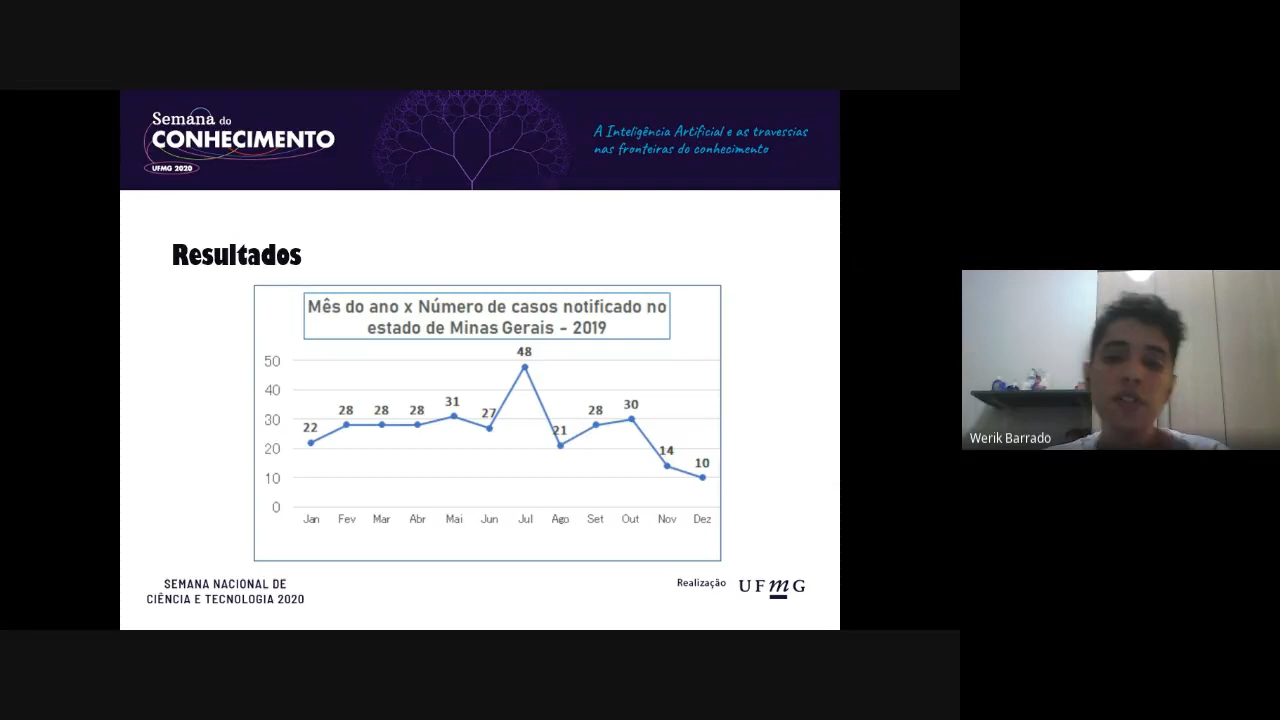 Semana do
CONHECIMENTO
UFMG 2020
A Inteligência Artificial e as travessias
nas fronteiras do conhecimento
Resultados
Mês do ano x Número de casos notificado no
estado de Minas Gerais - 2019
50
40
30
20
10
0
22
28
28
28
31
27
48
21
28
30
14
10
Jan Fev Mar Abr Mai Jun Jul Ago Set Out Nov Dez
SEMANA NACIONAL DE
CIÊNCIA E TECNOLOGIA 2020
Realização
UFmG
Werik Barrado